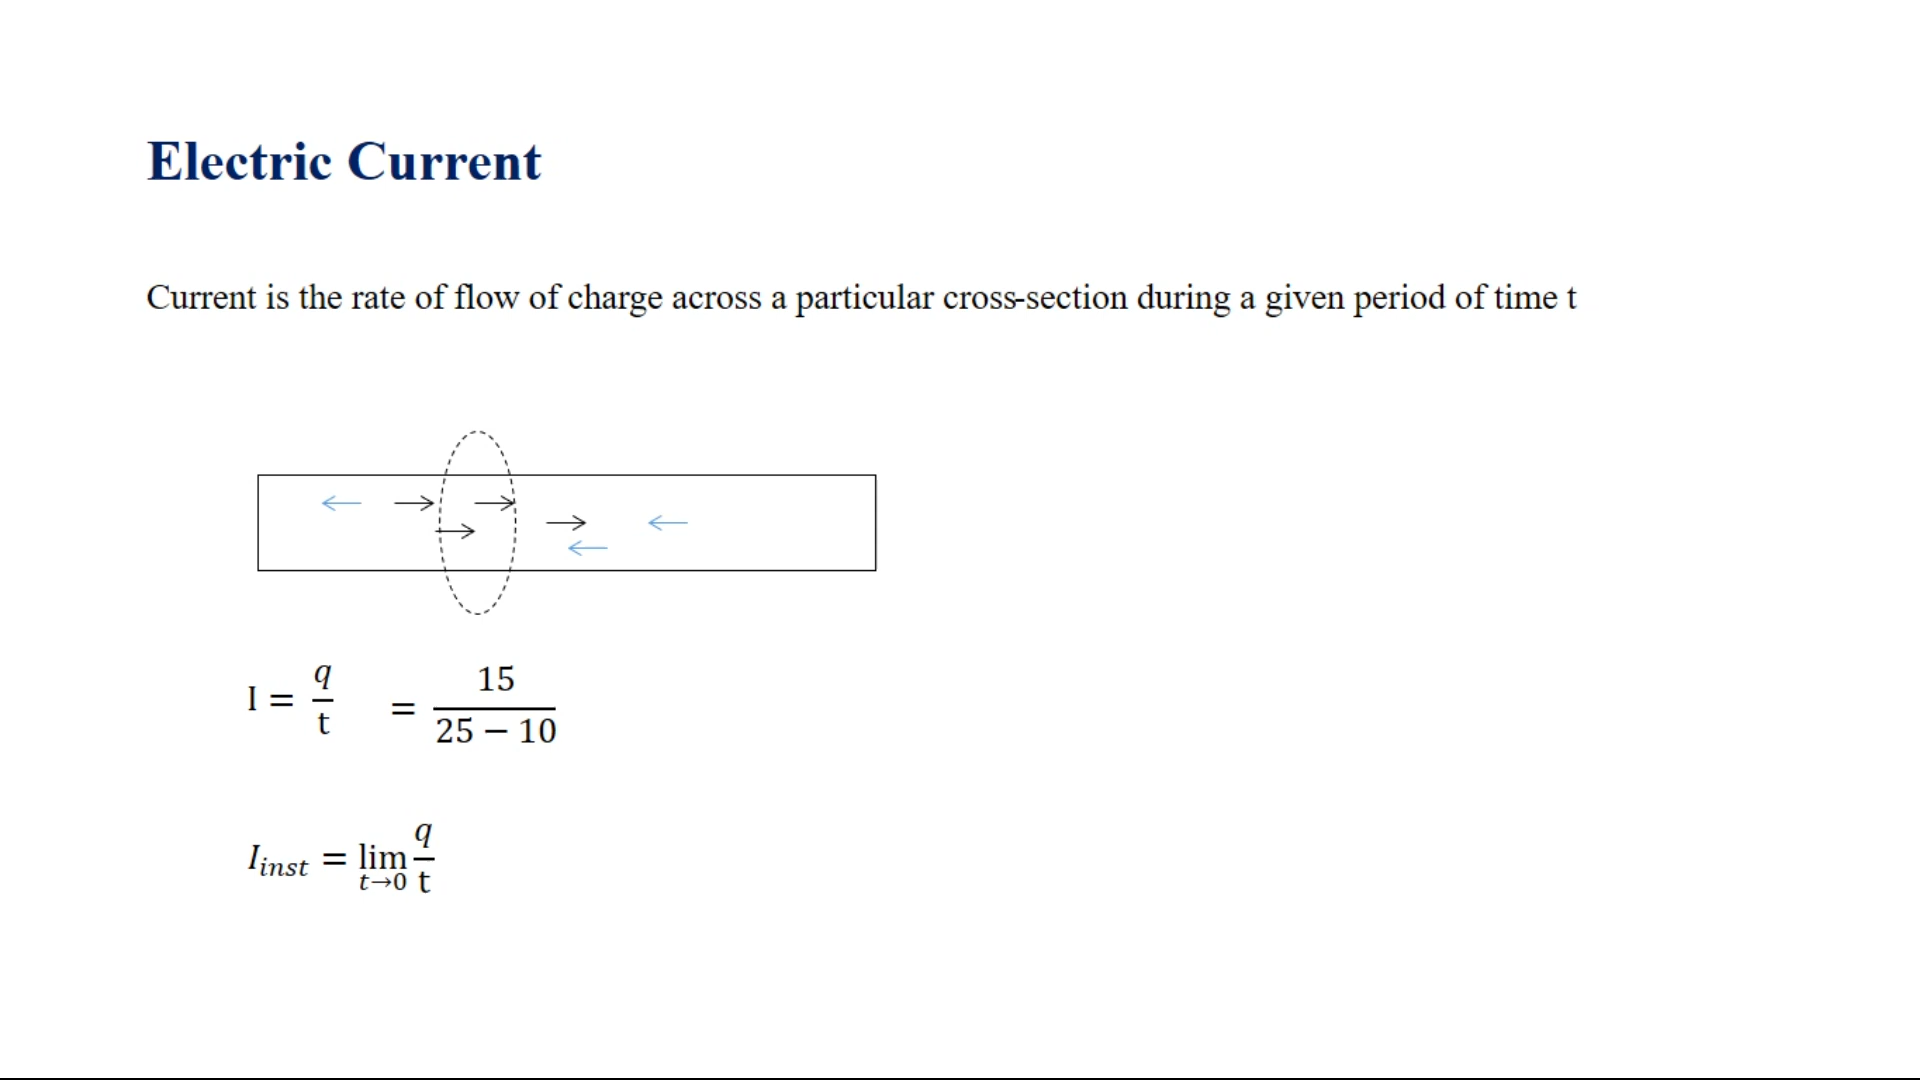 Electric Current
Current is the rate of flow of charge across a particular cross-section during a given period of time t
I = q/t = 15/(25 − 10)
I_inst = lim t→0 q/t